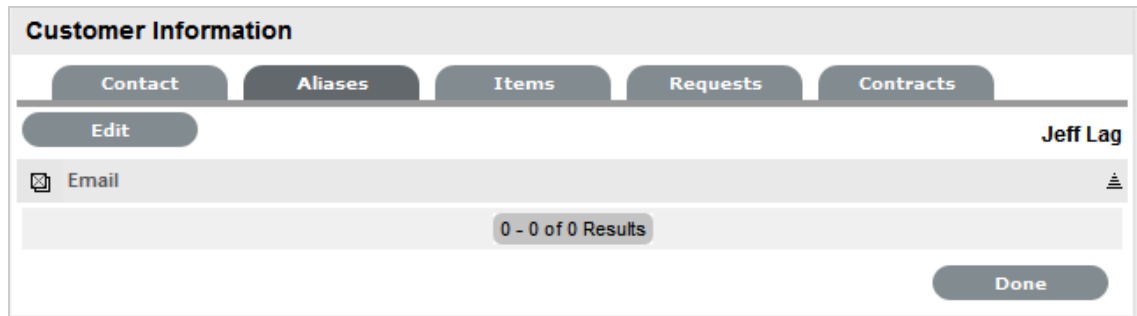 Customer Information
Contact Aliases Items Requests Contracts
Edit Jeff Lag
Email
0 - 0 of 0 Results
Done